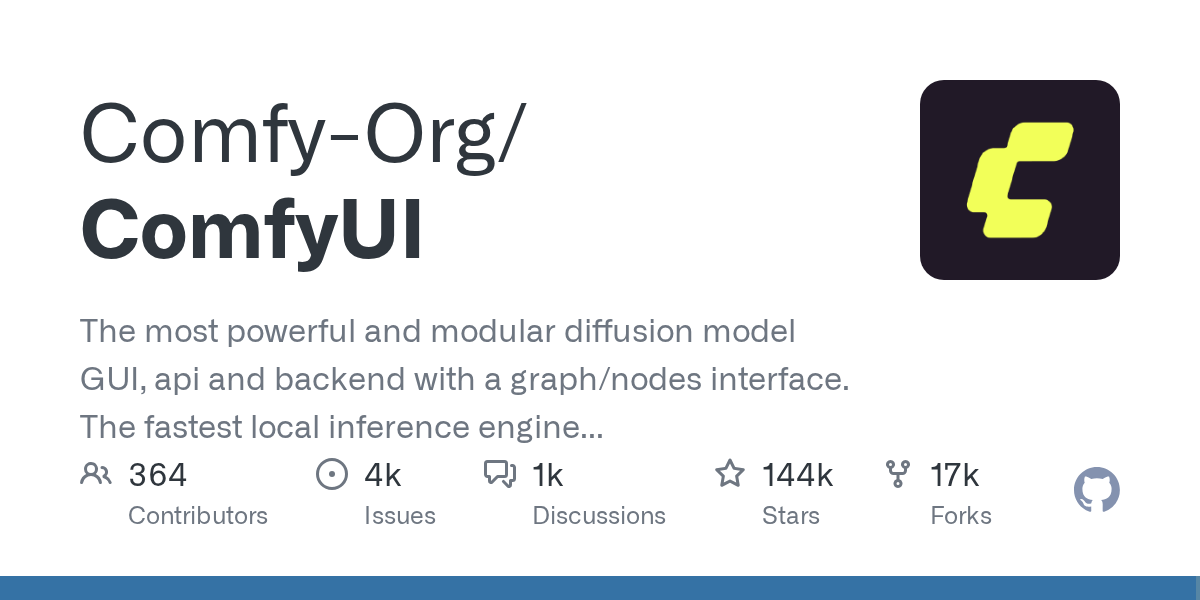 Comfy-Org/
ComfyUI
The most powerful and modular diffusion model
GUI, api and backend with a graph/nodes interface.
The fastest local inference engine...
364 4k 1k 144k 17k
Contributors Issues Discussions Stars Forks